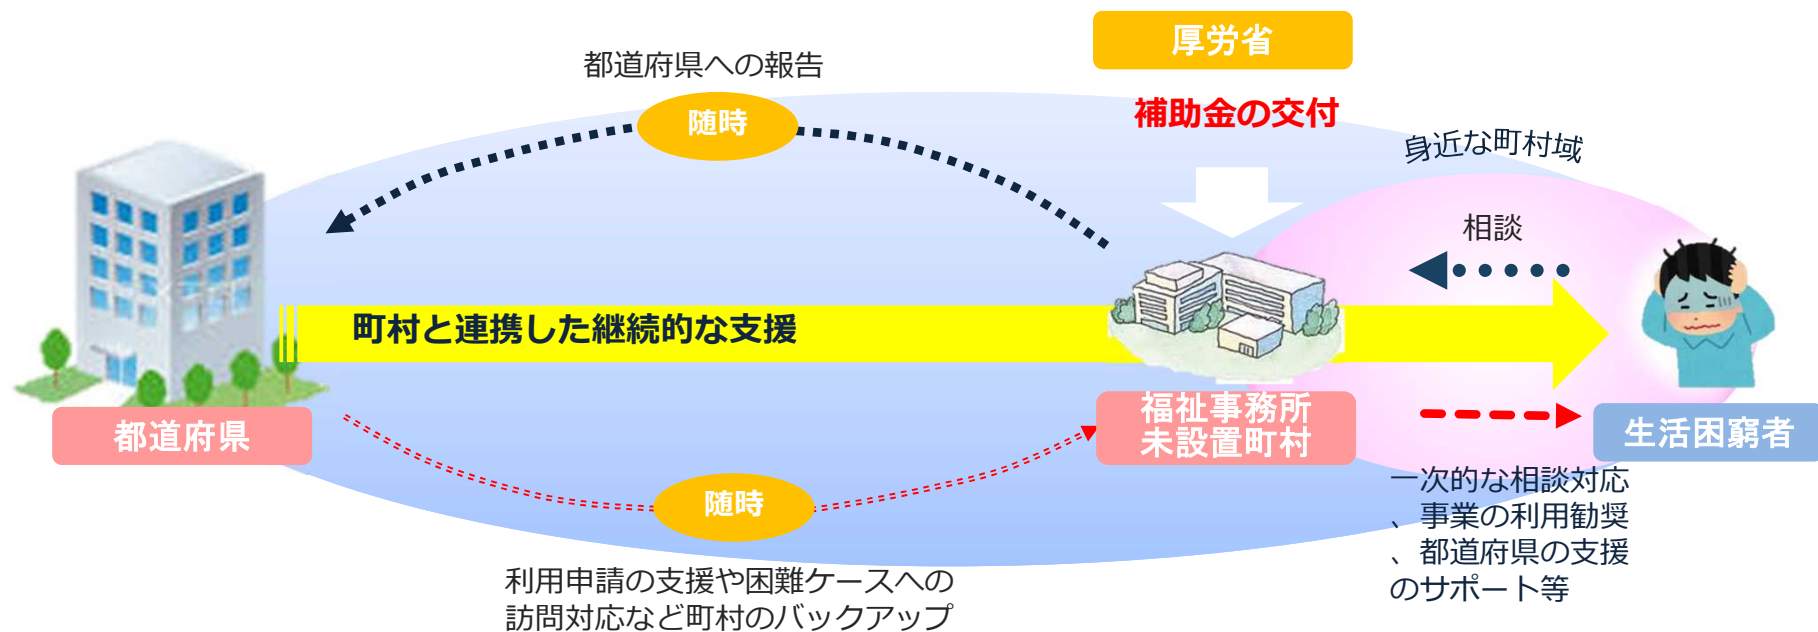 厚労省
都道府県への報告
補助金の交付
随時
身近な町村域
相談
町村と連携した継続的な支援
都道府県
福祉事務所
未設置町村
生活困窮者
随時
一次的な相談対応
、事業の利用勧奨
、都道府県の支援
のサポート等
利用申請の支援や困難ケースへの
訪問対応など町村のバックアップ